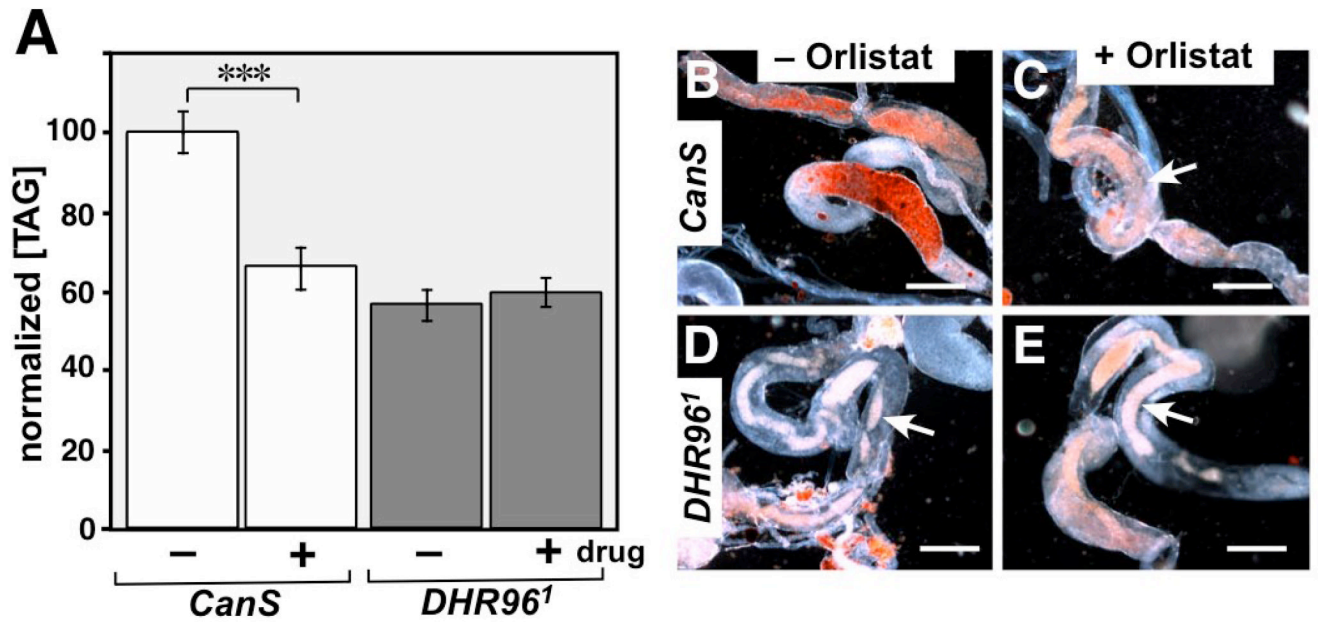 A
***
normalized [TAG]
100
80
60
40
20
0
– + – + drug
CanS DHR96¹
– Orlistat + Orlistat
B C
CanS
D E
DHR96¹